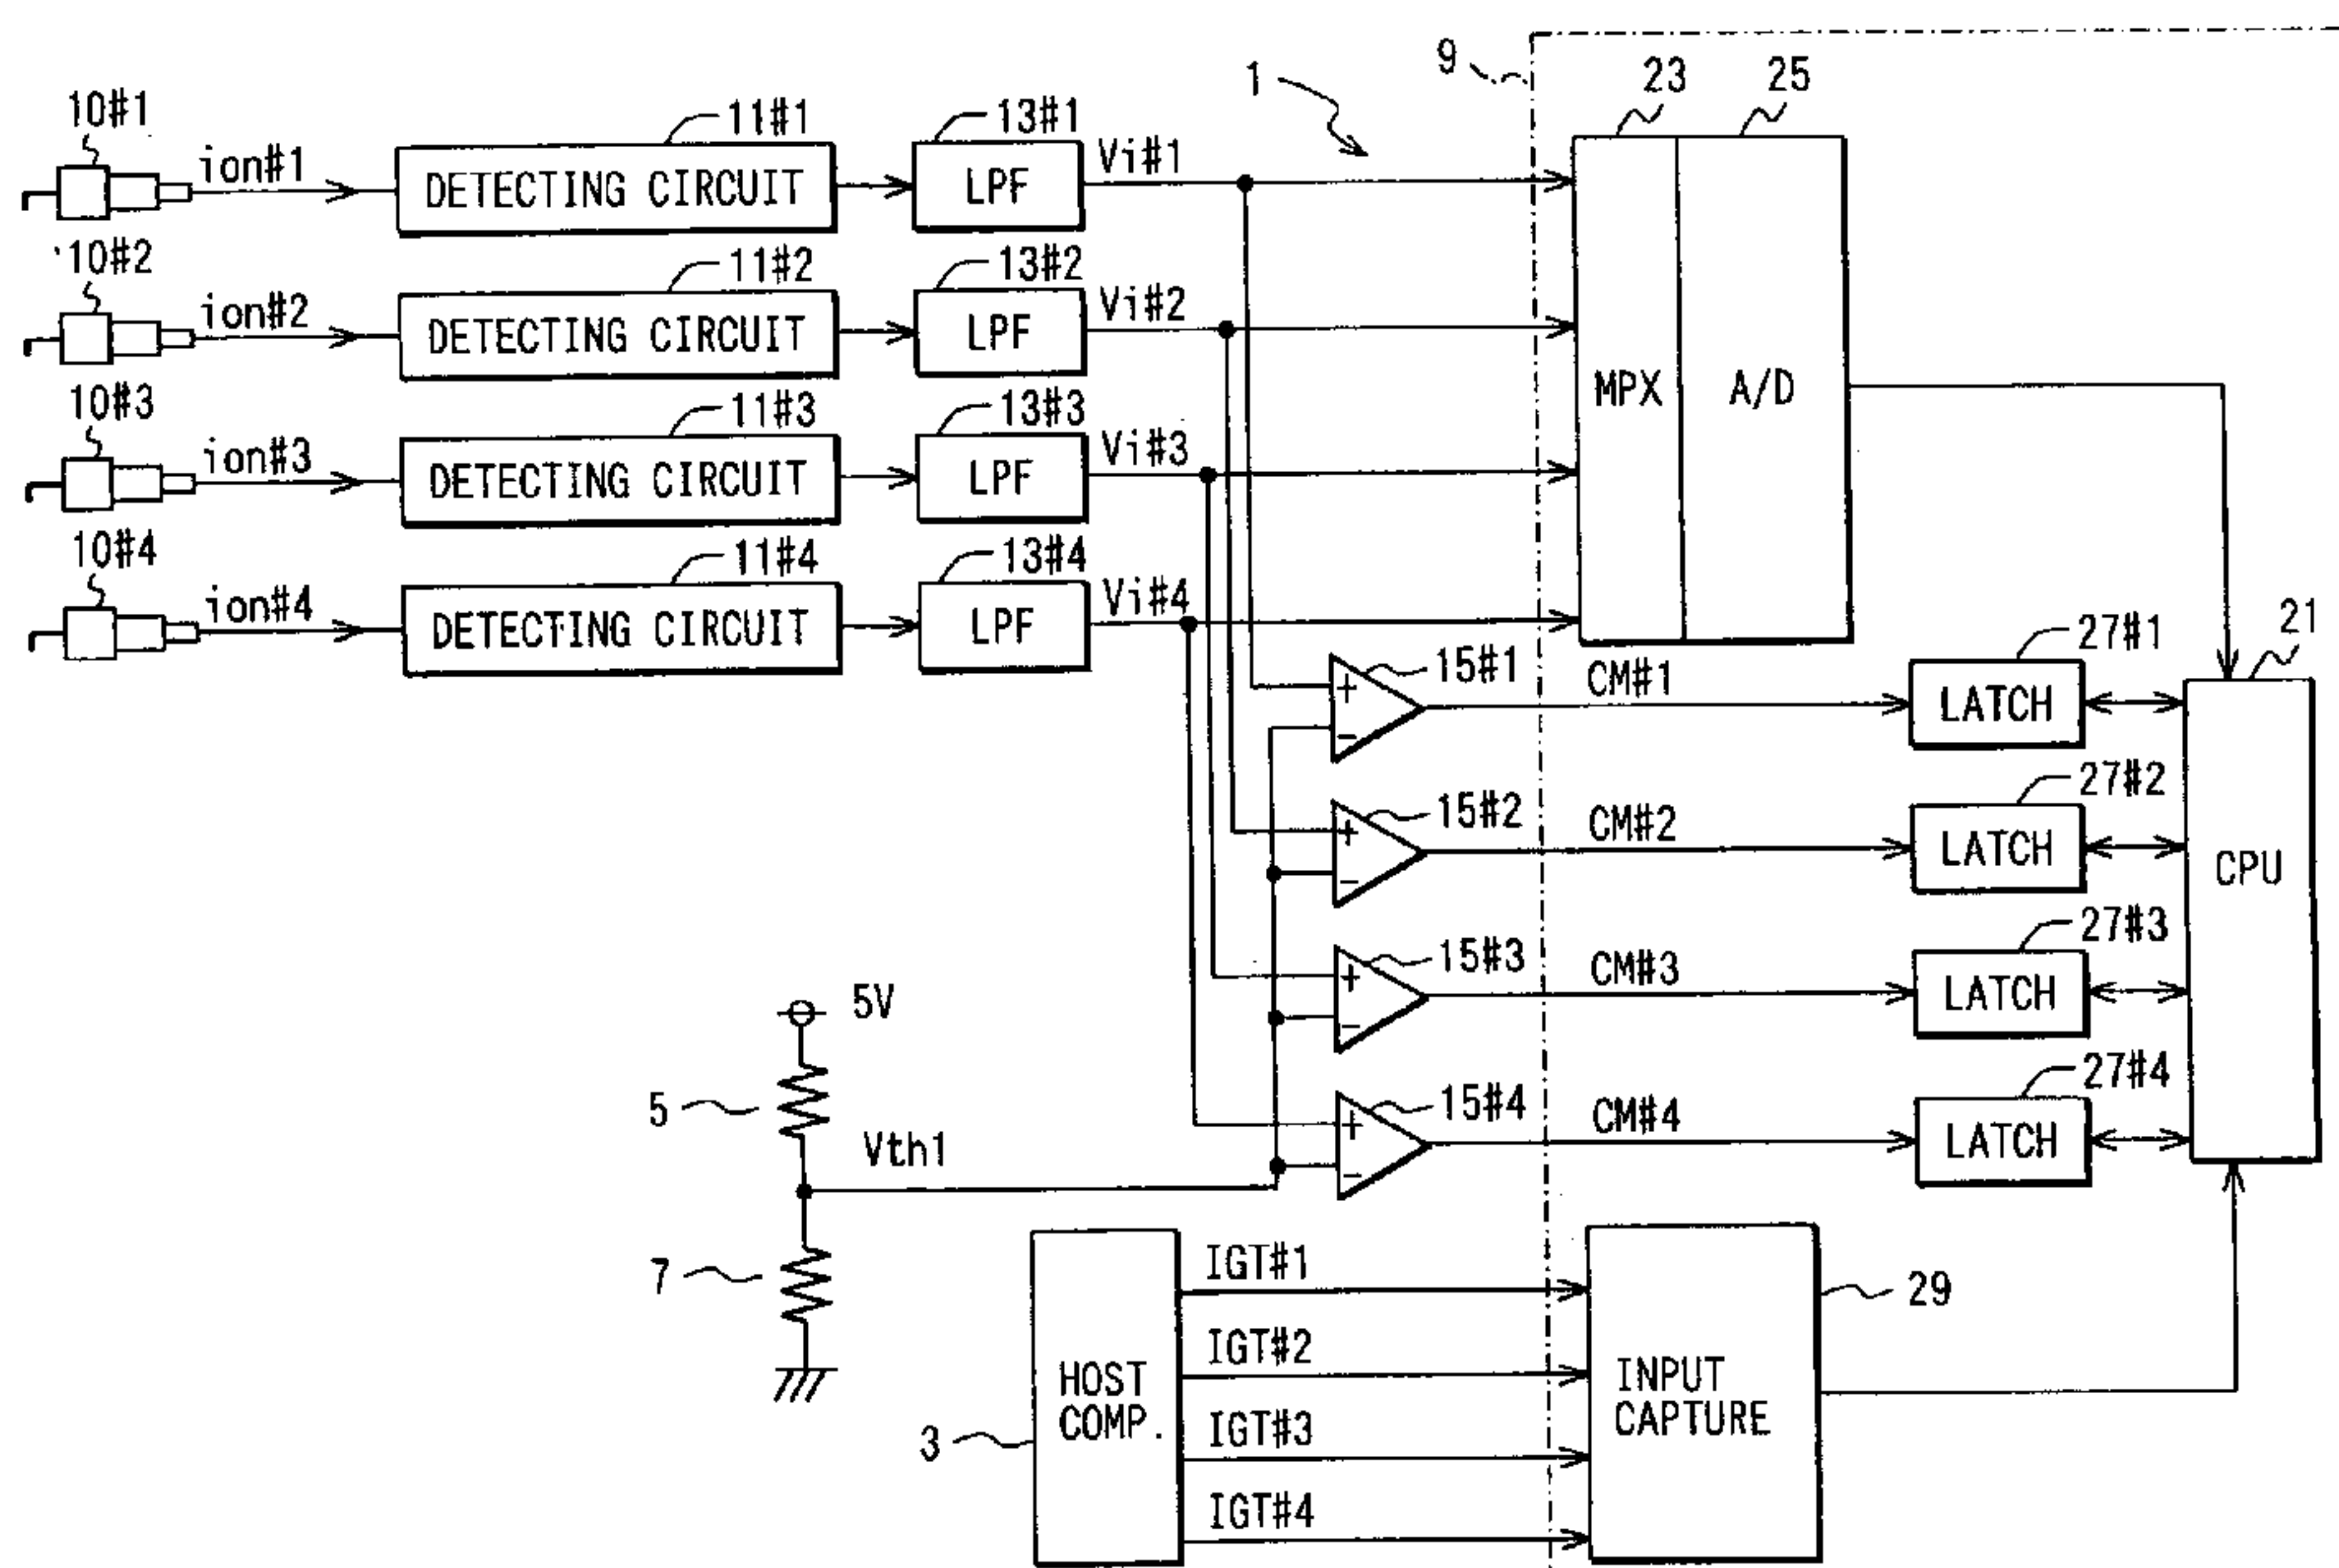 9
23
25
1
10#1
ion#1
11#1
DETECTING CIRCUIT
13#1
LPF
Vi#1
10#2
ion#2
11#2
DETECTING CIRCUIT
13#2
LPF
Vi#2
10#3
ion#3
11#3
DETECTING CIRCUIT
13#3
LPF
Vi#3
MPX
A/D
10#4
ion#4
11#4
DETECTING CIRCUIT
13#4
LPF
Vi#4
15#1
+
-
CM#1
27#1
LATCH
21
15#2
+
-
CM#2
27#2
LATCH
CPU
15#3
+
-
CM#3
27#3
LATCH
15#4
+
-
CM#4
27#4
LATCH
5V
5
Vth1
7
3
HOST
COMP.
IGT#1
IGT#2
IGT#3
IGT#4
INPUT
CAPTURE
29